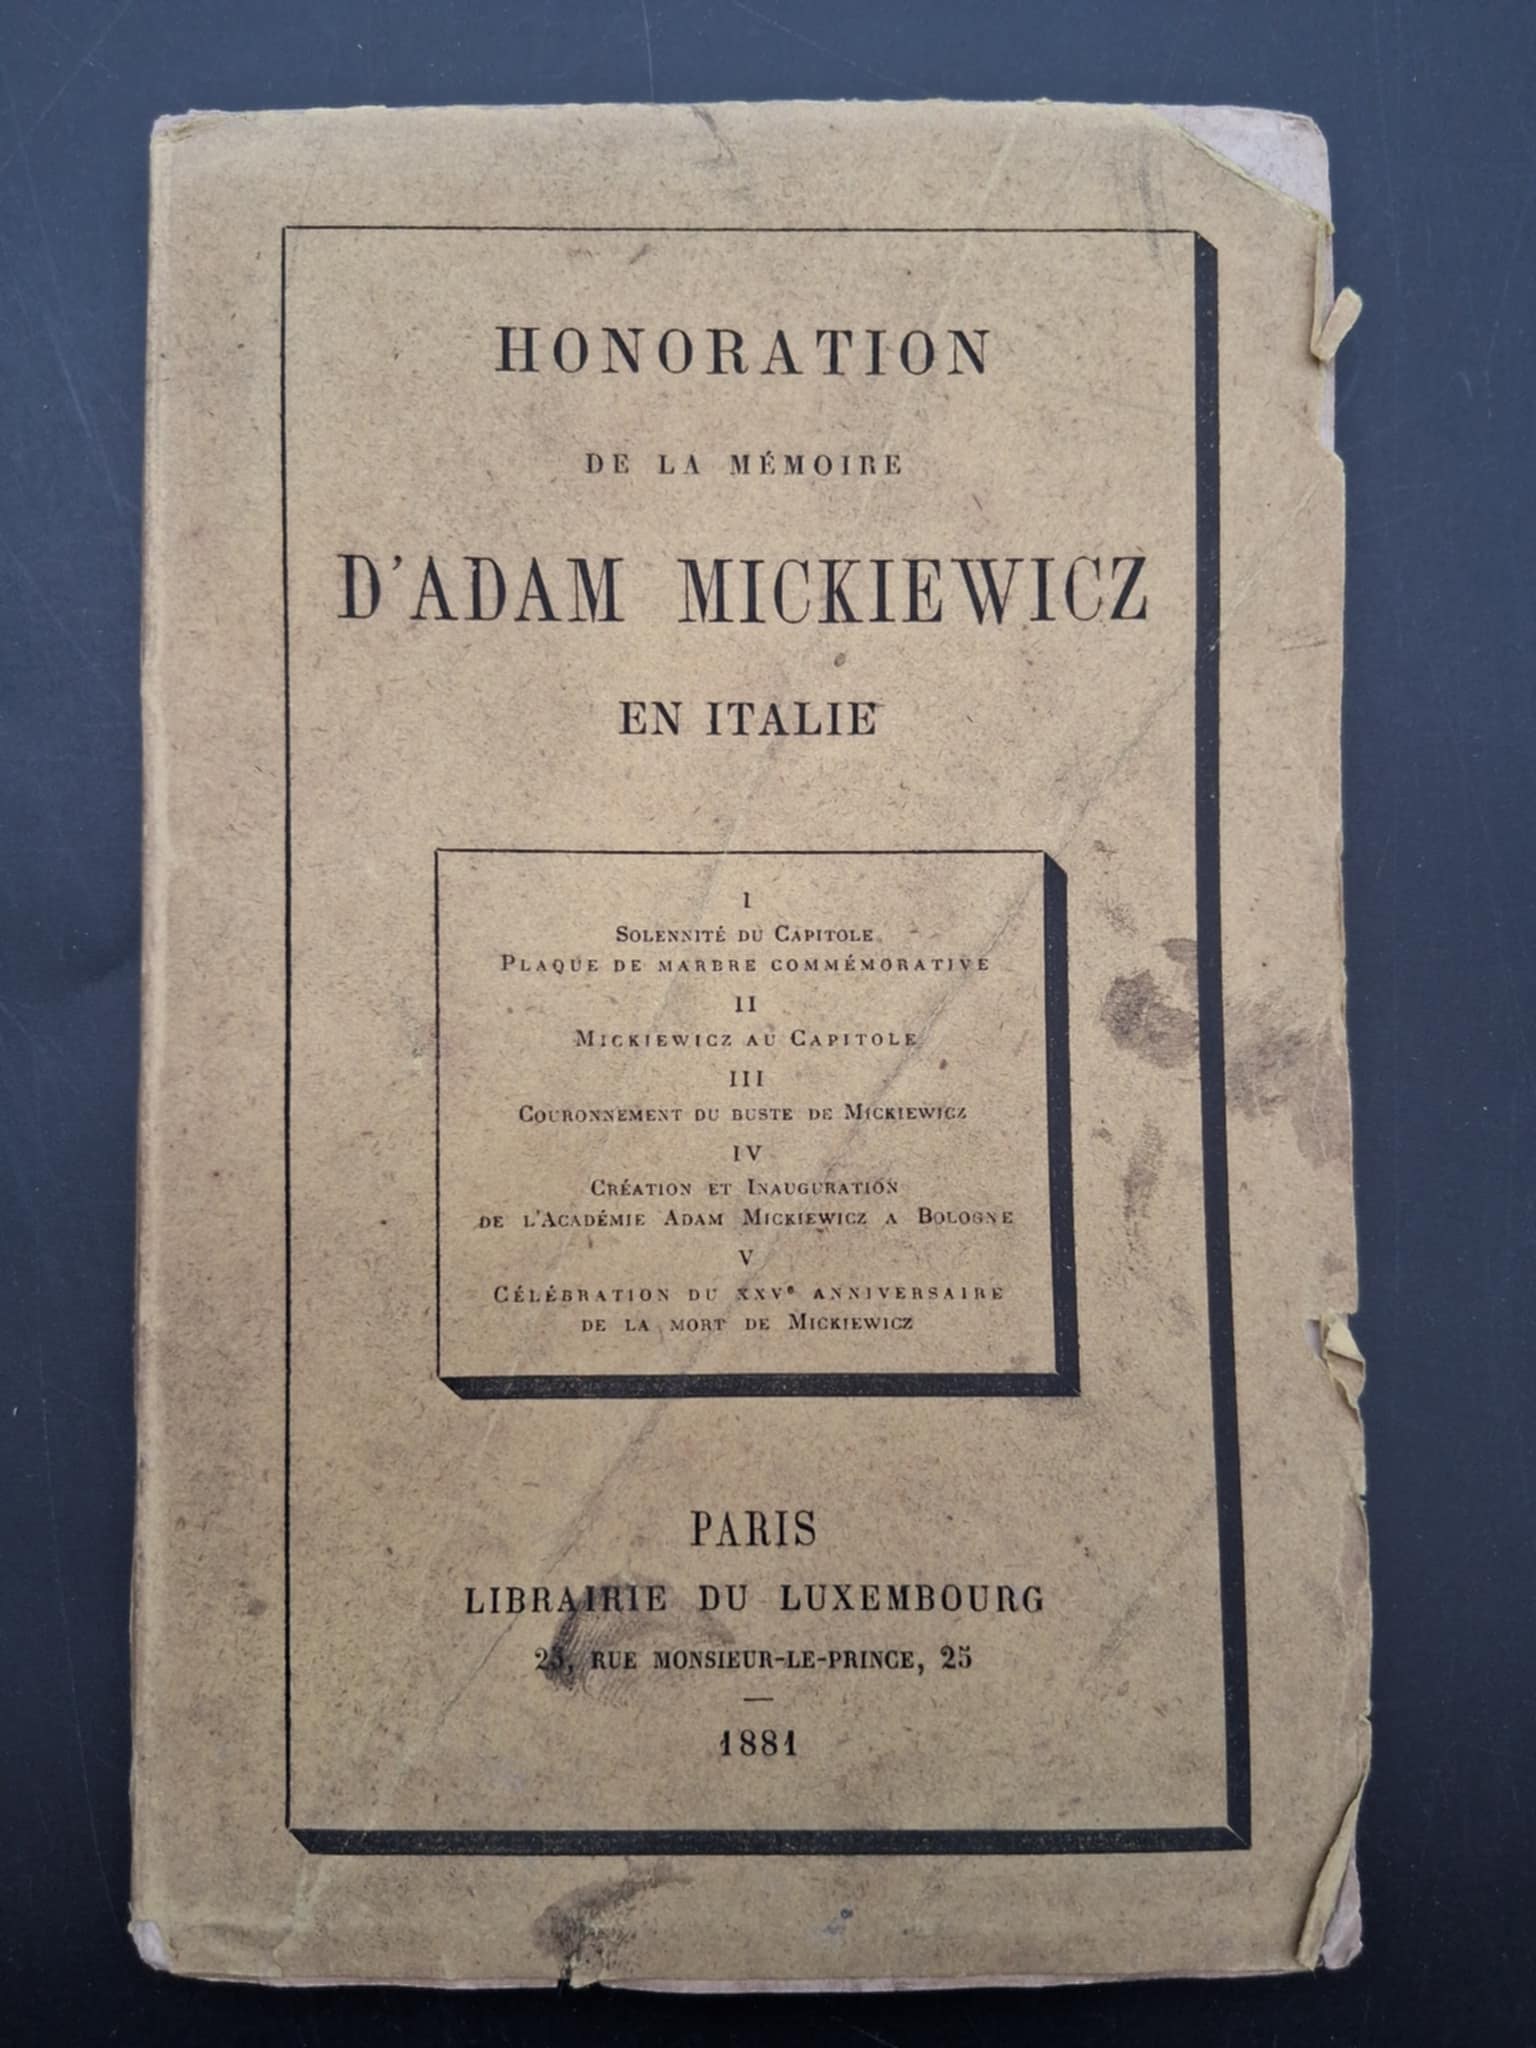 HONORATION
DE LA MÉMOIRE
D'ADAM MICKIEWICZ
EN ITALIE
I
SOLENNITÉ DU CAPITOLE
PLAQUE DE MARBRE COMMÉMORATIVE
II
MICKIEWICZ AU CAPITOLE
III
COURONNEMENT DU BUSTE DE MICKIEWICZ
IV
CRÉATION ET INAUGURATION
DE L'ACADÉMIE ADAM MICKIEWICZ A BOLOGNE
V
CÉLÉBRATION DU XXVe ANNIVERSAIRE
DE LA MORT DE MICKIEWICZ
PARIS
LIBRAIRIE DU LUXEMBOURG
25, RUE MONSIEUR-LE-PRINCE, 25
1881